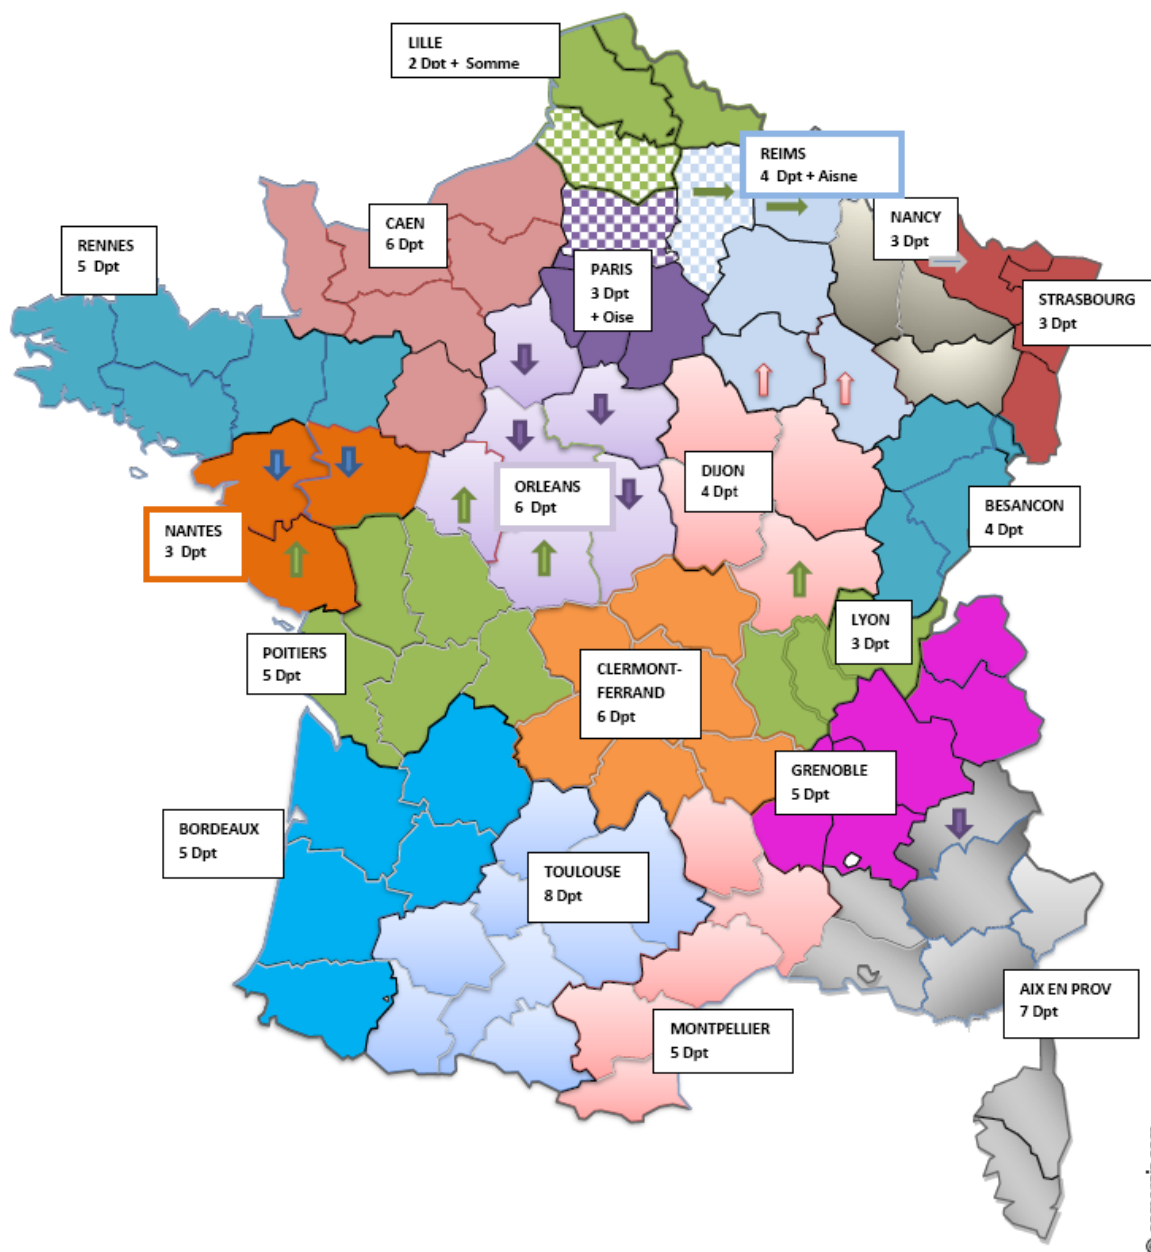 LILLE
2 Dpt + Somme
REIMS
4 Dpt + Aisne
CAEN
6 Dpt
NANCY
3 Dpt
RENNES
5 Dpt
PARIS
3 Dpt
+ Oise
STRASBOURG
3 Dpt
DIJON
4 Dpt
ORLEANS
6 Dpt
BESANCON
4 Dpt
NANTES
3 Dpt
LYON
3 Dpt
POITIERS
5 Dpt
CLERMONT-
FERRAND
6 Dpt
GRENOBLE
5 Dpt
BORDEAUX
5 Dpt
TOULOUSE
8 Dpt
AIX EN PROV
7 Dpt
MONTPELLIER
5 Dpt